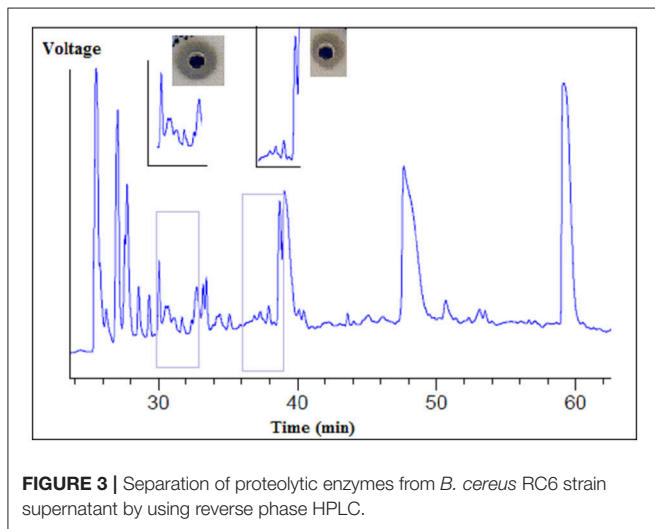 Voltage
30
40
50
60
Time (min)
FIGURE 3 | Separation of proteolytic enzymes from B. cereus RC6 strain
supernatant by using reverse phase HPLC.